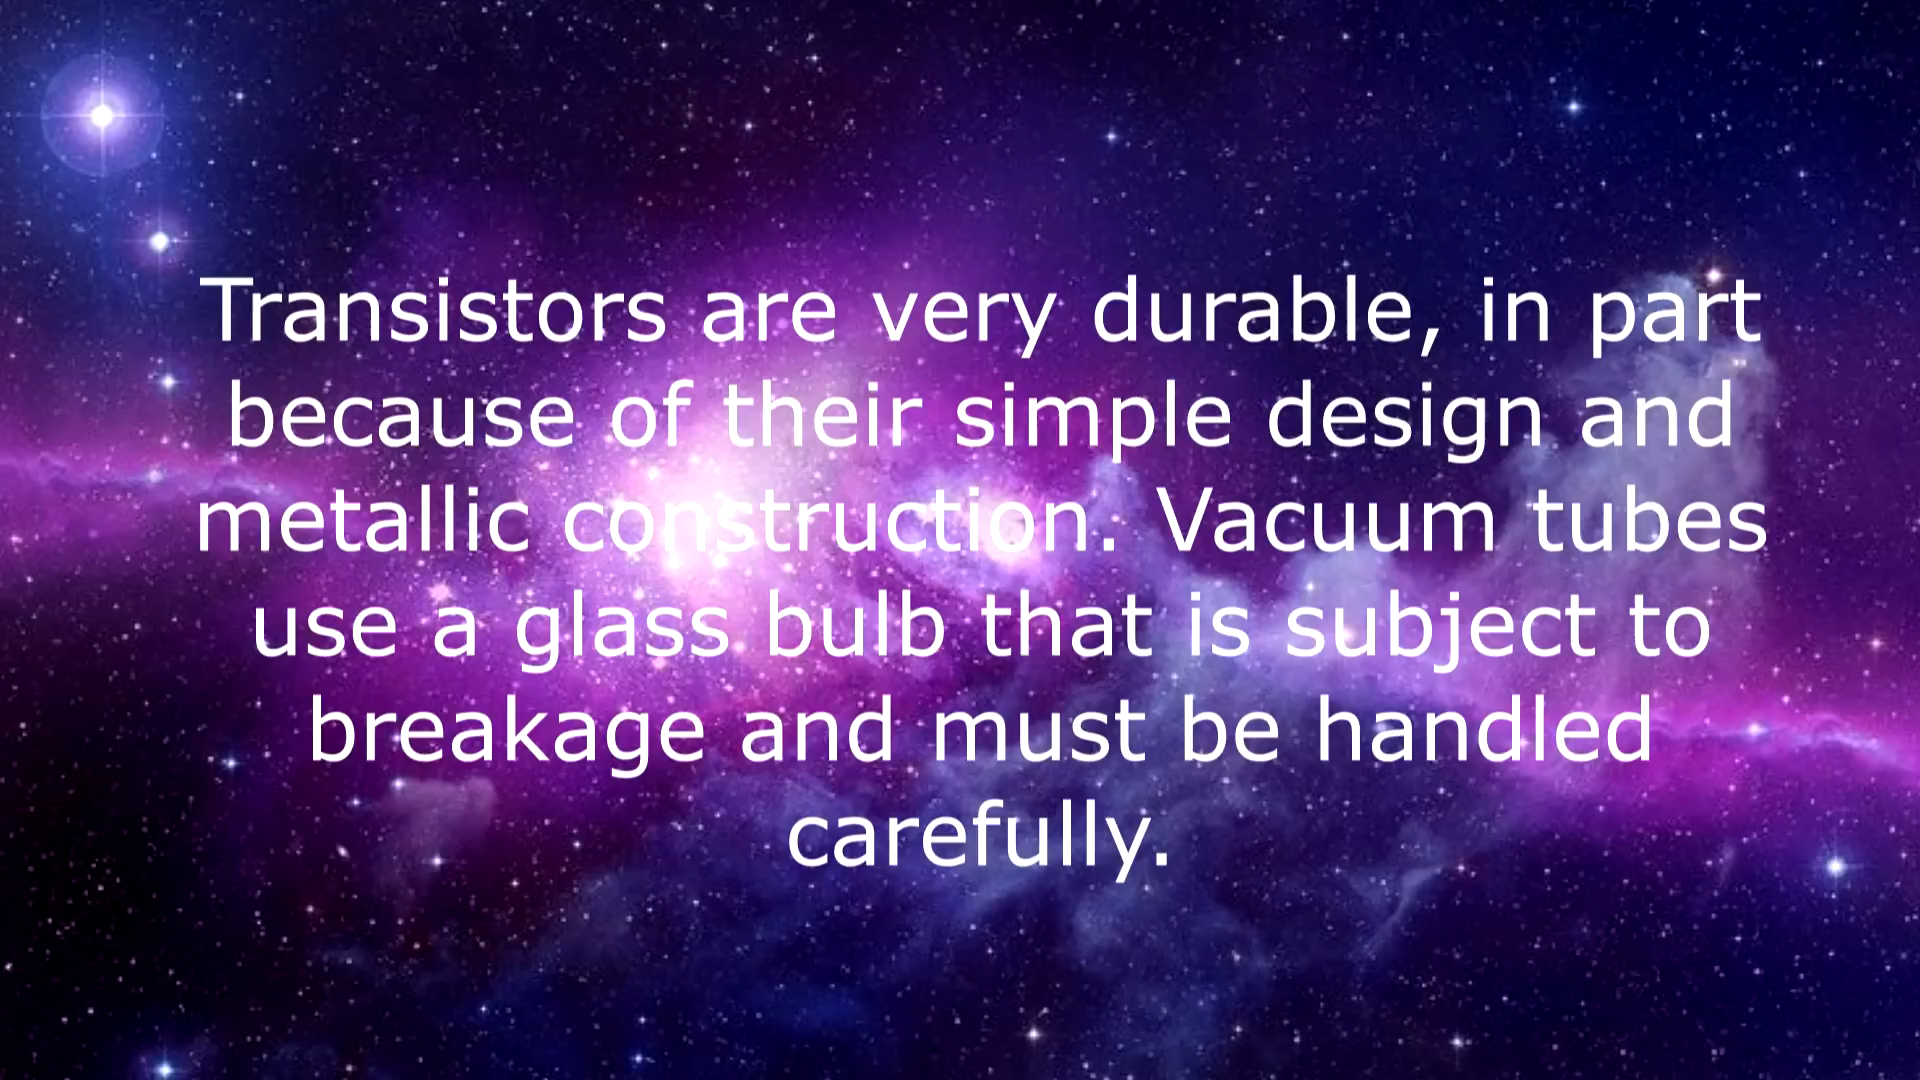 Transistors are very durable, in part
because of their simple design and
metallic construction. Vacuum tubes
use a glass bulb that is subject to
breakage and must be handled
carefully.